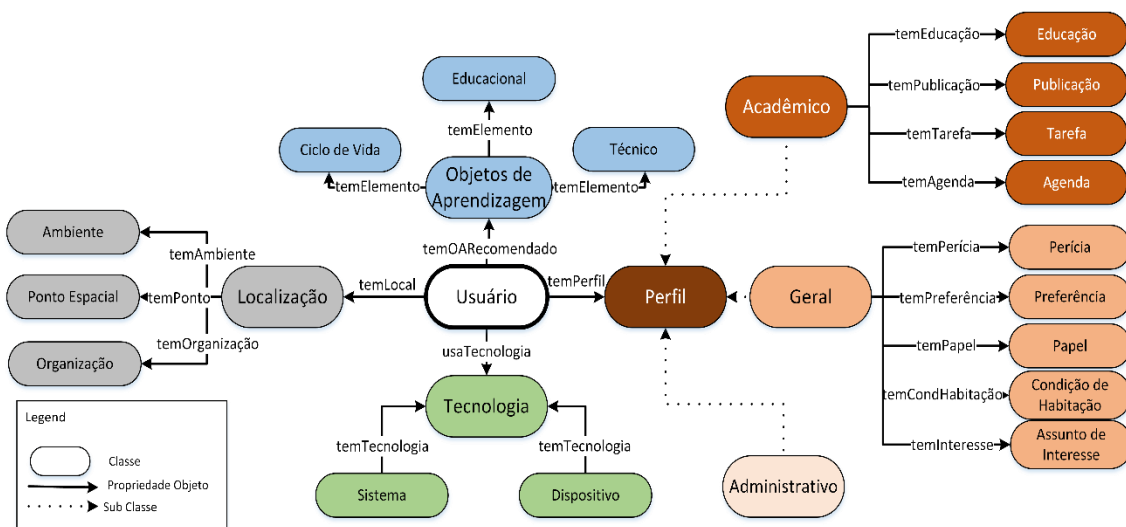 Educacional
temElemento
Ciclo de Vida
Técnico
temElemento
Objetos de
Aprendizagem
temElemento
temOARecomendado
Ambiente
temAmbiente
Ponto Espacial
temPonto
Localização
temLocal
Usuário
temPerfil
Perfil
Geral
temOrganização
Organização
usaTecnologia
Tecnologia
temTecnologia
temTecnologia
Sistema
Dispositivo
Administrativo
Acadêmico
temEducação
Educação
temPublicação
Publicação
temTarefa
Tarefa
temAgenda
Agenda
temPerícia
Perícia
temPreferência
Preferência
temPapel
Papel
temCondHabitação
Condição de
Habitação
temInteresse
Assunto de
Interesse
Legend
Classe
Propriedade Objeto
Sub Classe